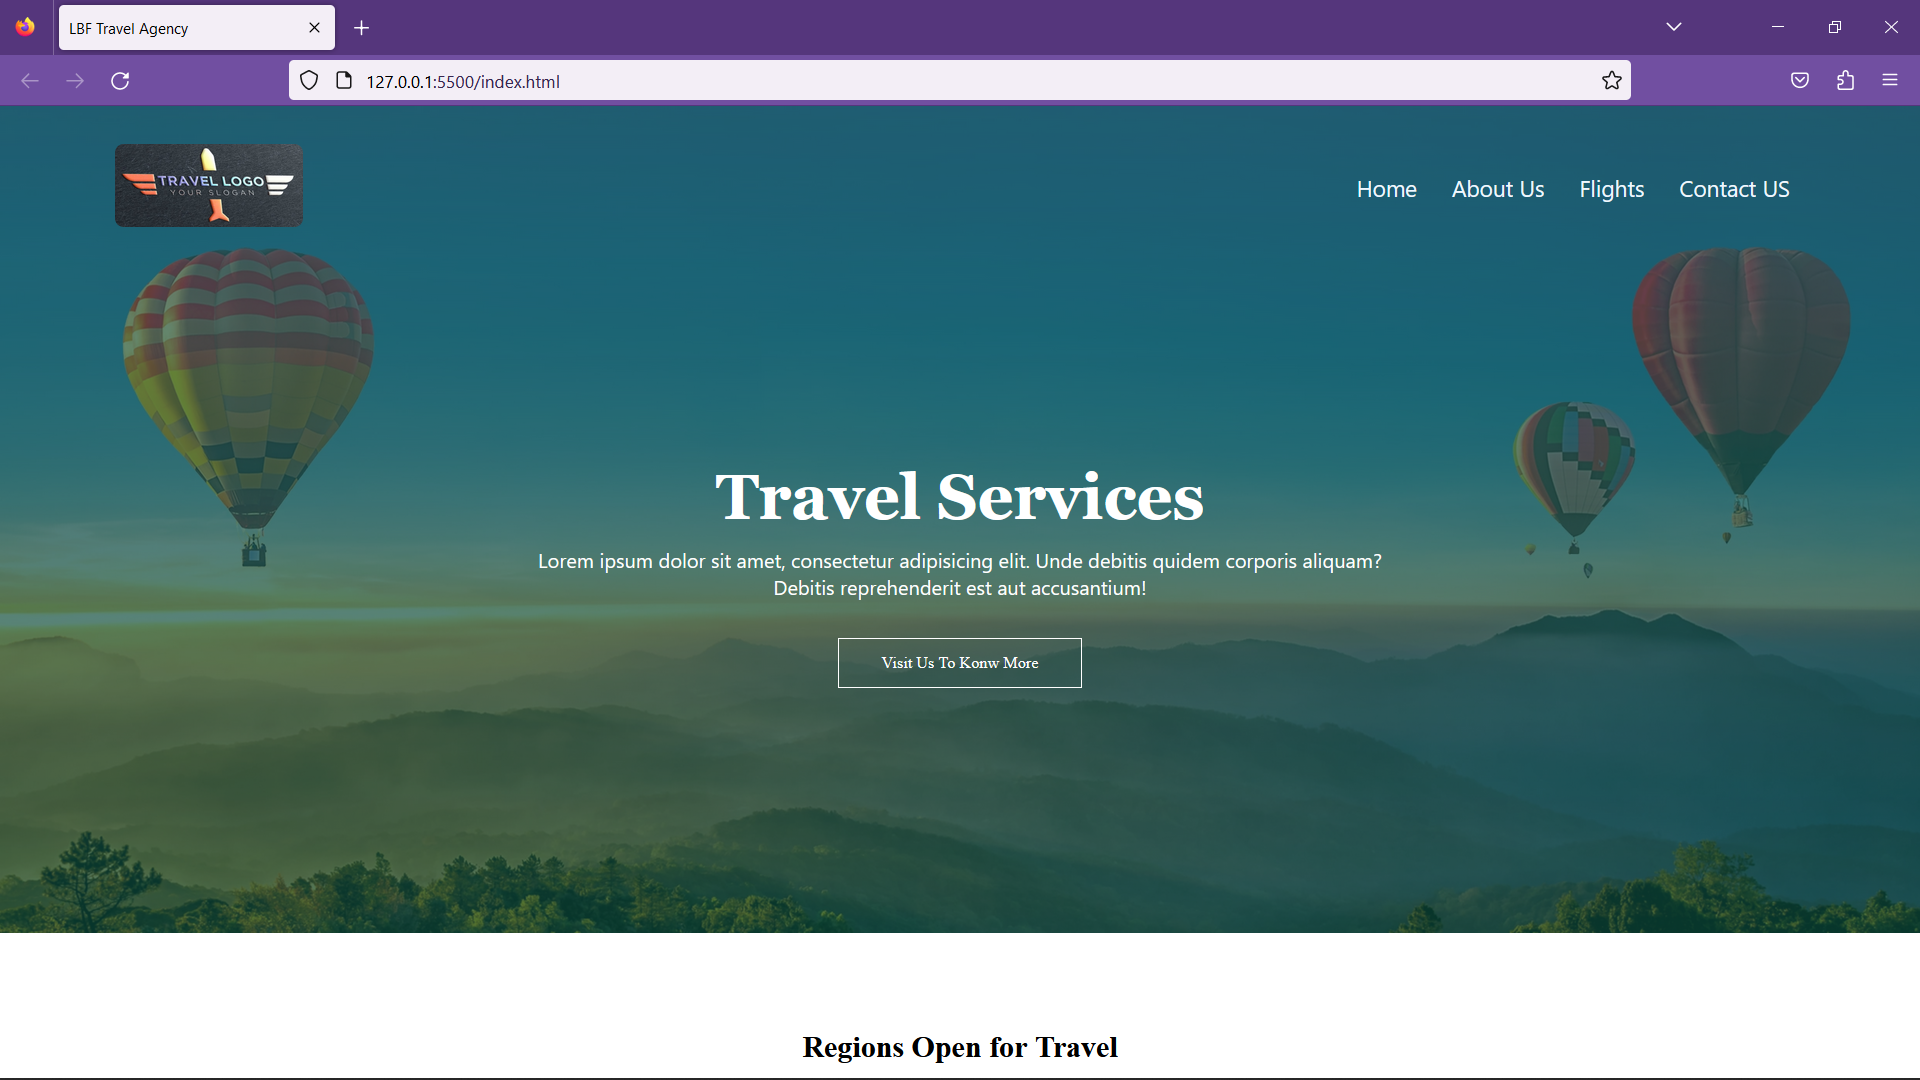 LBF Travel Agency
127.0.0.1:5500/index.html
TRAVEL LOGO
YOUR SLOGAN
Home About Us Flights Contact US
Travel Services
Lorem ipsum dolor sit amet, consectetur adipisicing elit. Unde debitis quidem corporis aliquam?
Debitis reprehenderit est aut accusantium!
Visit Us To Konw More
Regions Open for Travel